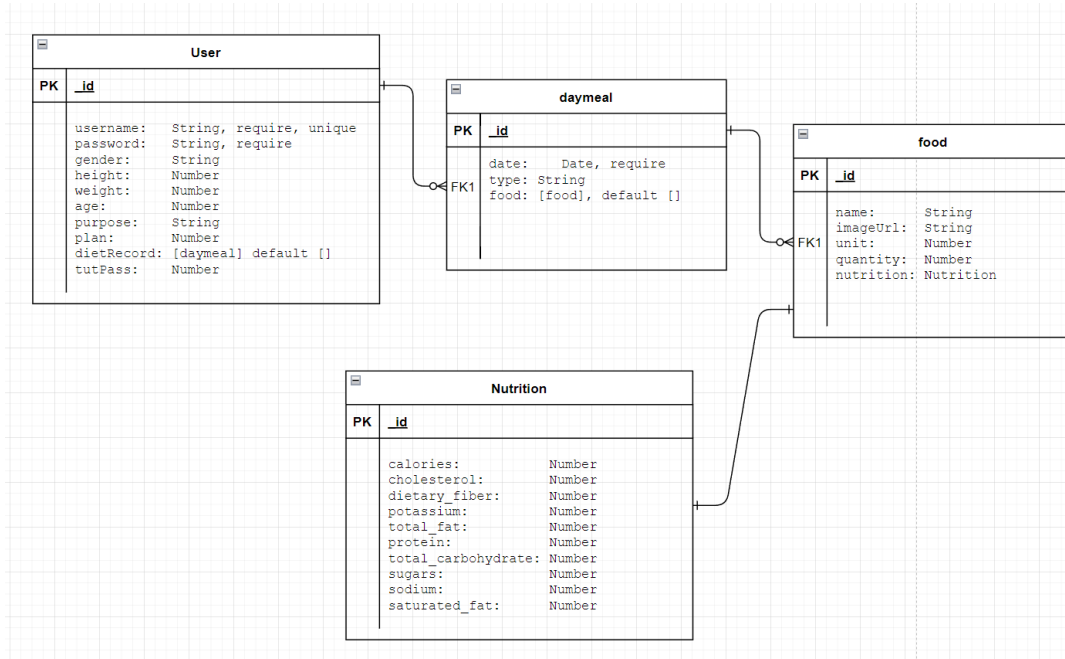 User
PK _id
username: String, require, unique
password: String, require
gender: String
height: Number
weight: Number
age: Number
purpose: String
plan: Number
dietRecord: [daymeal] default []
tutPass: Number
daymeal
PK _id
FK1
date: Date, require
type: String
food: [food], default []
food
PK _id
FK1
name: String
imageUrl: String
unit: Number
quantity: Number
nutrition: Nutrition
Nutrition
PK _id
calories: Number
cholesterol: Number
dietary_fiber: Number
potassium: Number
total_fat: Number
protein: Number
total_carbohydrate: Number
sugars: Number
sodium: Number
saturated_fat: Number